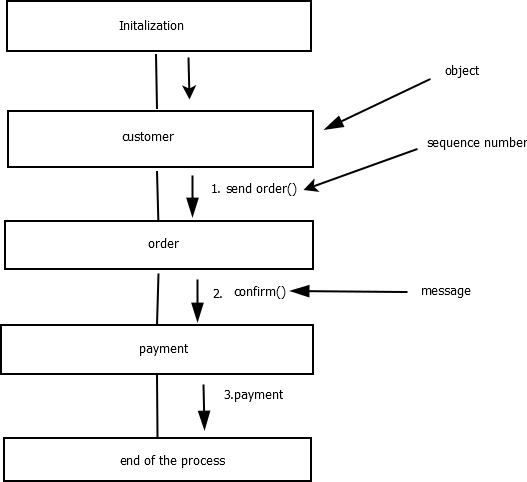 Initalization
object
customer
sequence number
1. send order()
order
2. confirm()
message
payment
3.payment
end of the process